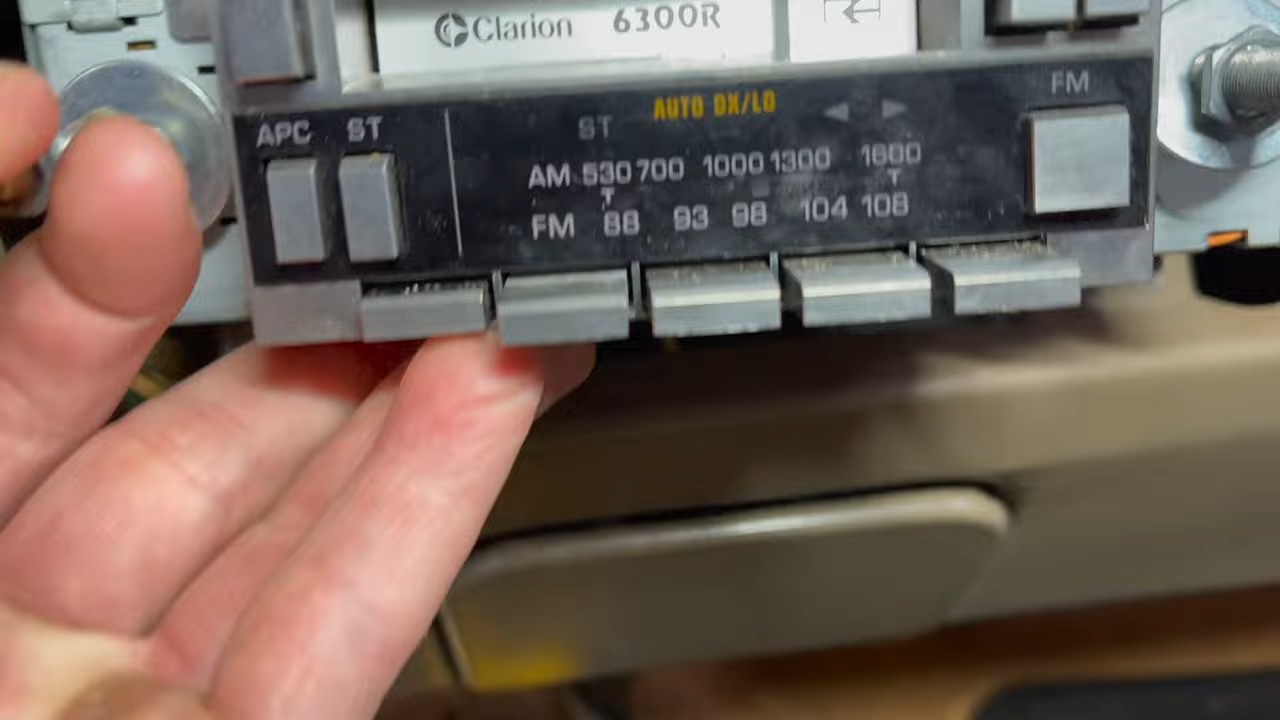 Clarion 6300R
AUTO DX/LO
FM
APC ST
ST
AM 530 700 1000 1300 1600
FM 88 93 98 104 108